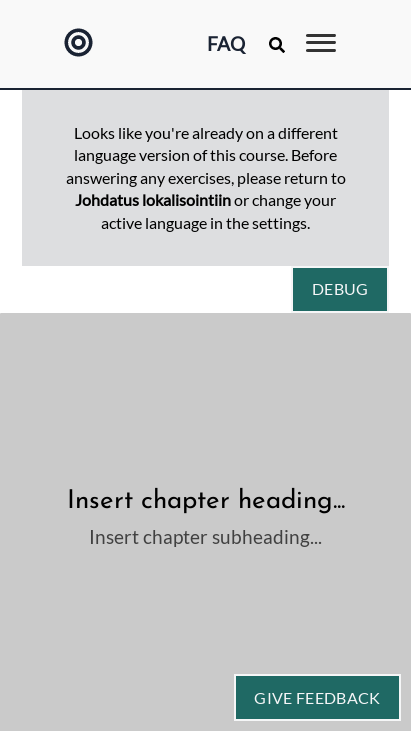 FAQ
Looks like you're already on a different
language version of this course. Before
answering any exercises, please return to
Johdatus lokalisointiin or change your
active language in the settings.
DEBUG
Insert chapter heading...
Insert chapter subheading...
GIVE FEEDBACK